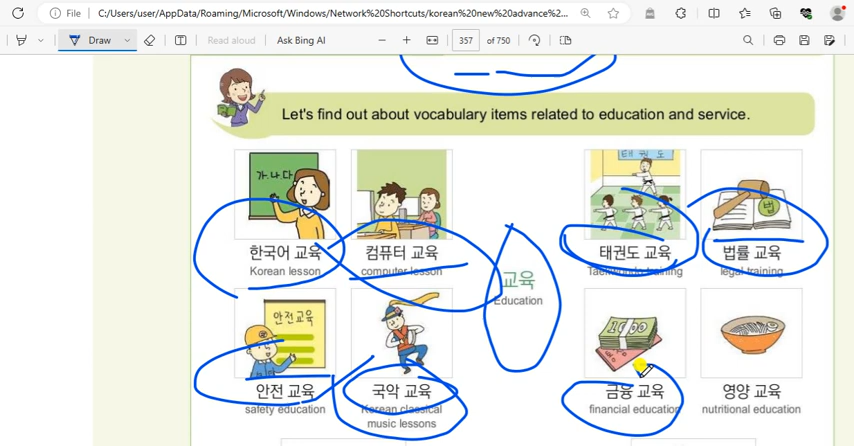 File
C:/Users/user/AppData/Roaming/Microsoft/Windows/Network%20Shortcuts/korean%20new%20advance%2...
Draw
Read aloud
Ask Bing AI
357
of 750
Let's find out about vocabulary items related to education and service.
가. 나. 다
태 권 도
법
한국어 교육
Korean lesson
컴퓨터 교육
computer lesson
교육
Education
태권도 교육
Taekwondo training
법률 교육
legal training
안전교육
1000
안전 교육
safety education
국악 교육
Korean classical
music lessons
금융 교육
financial education
영양 교육
nutritional education